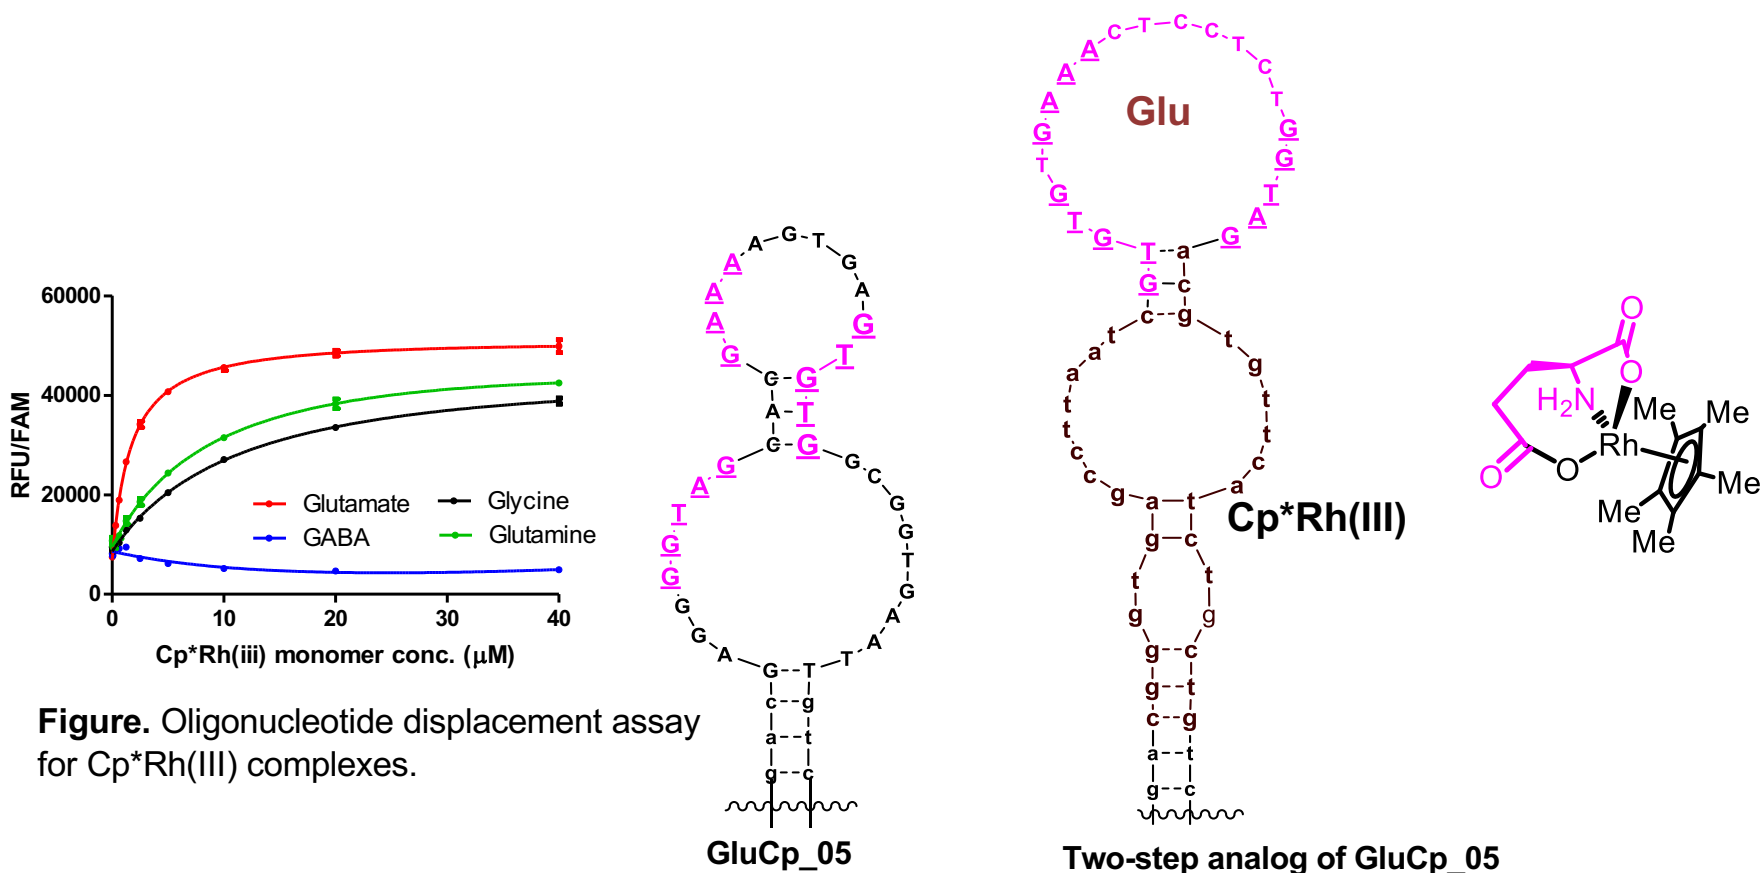 60000
40000
20000
0
0
10
20
30
40
RFU/FAM
Cp*Rh(iii) monomer conc. (μM)
Glutamate
GABA
Glycine
Glutamine
Figure. Oligonucleotide displacement assay
for Cp*Rh(III) complexes.
g a c G A G G G G T A G C A C G A A A A G T G A G T G T G G C G G T G A A T T g t c
GluCp_05
g a c g g g t g a g c c t t a a t c G T G T G T G A A A C T C C T C T G G T A G a c g t g t t c a t c t g c t g t c
Glu
Cp*Rh(III)
Two-step analog of GluCp_05
O
O
H2N
O
O
Rh
Me
Me
Me
Me
Me